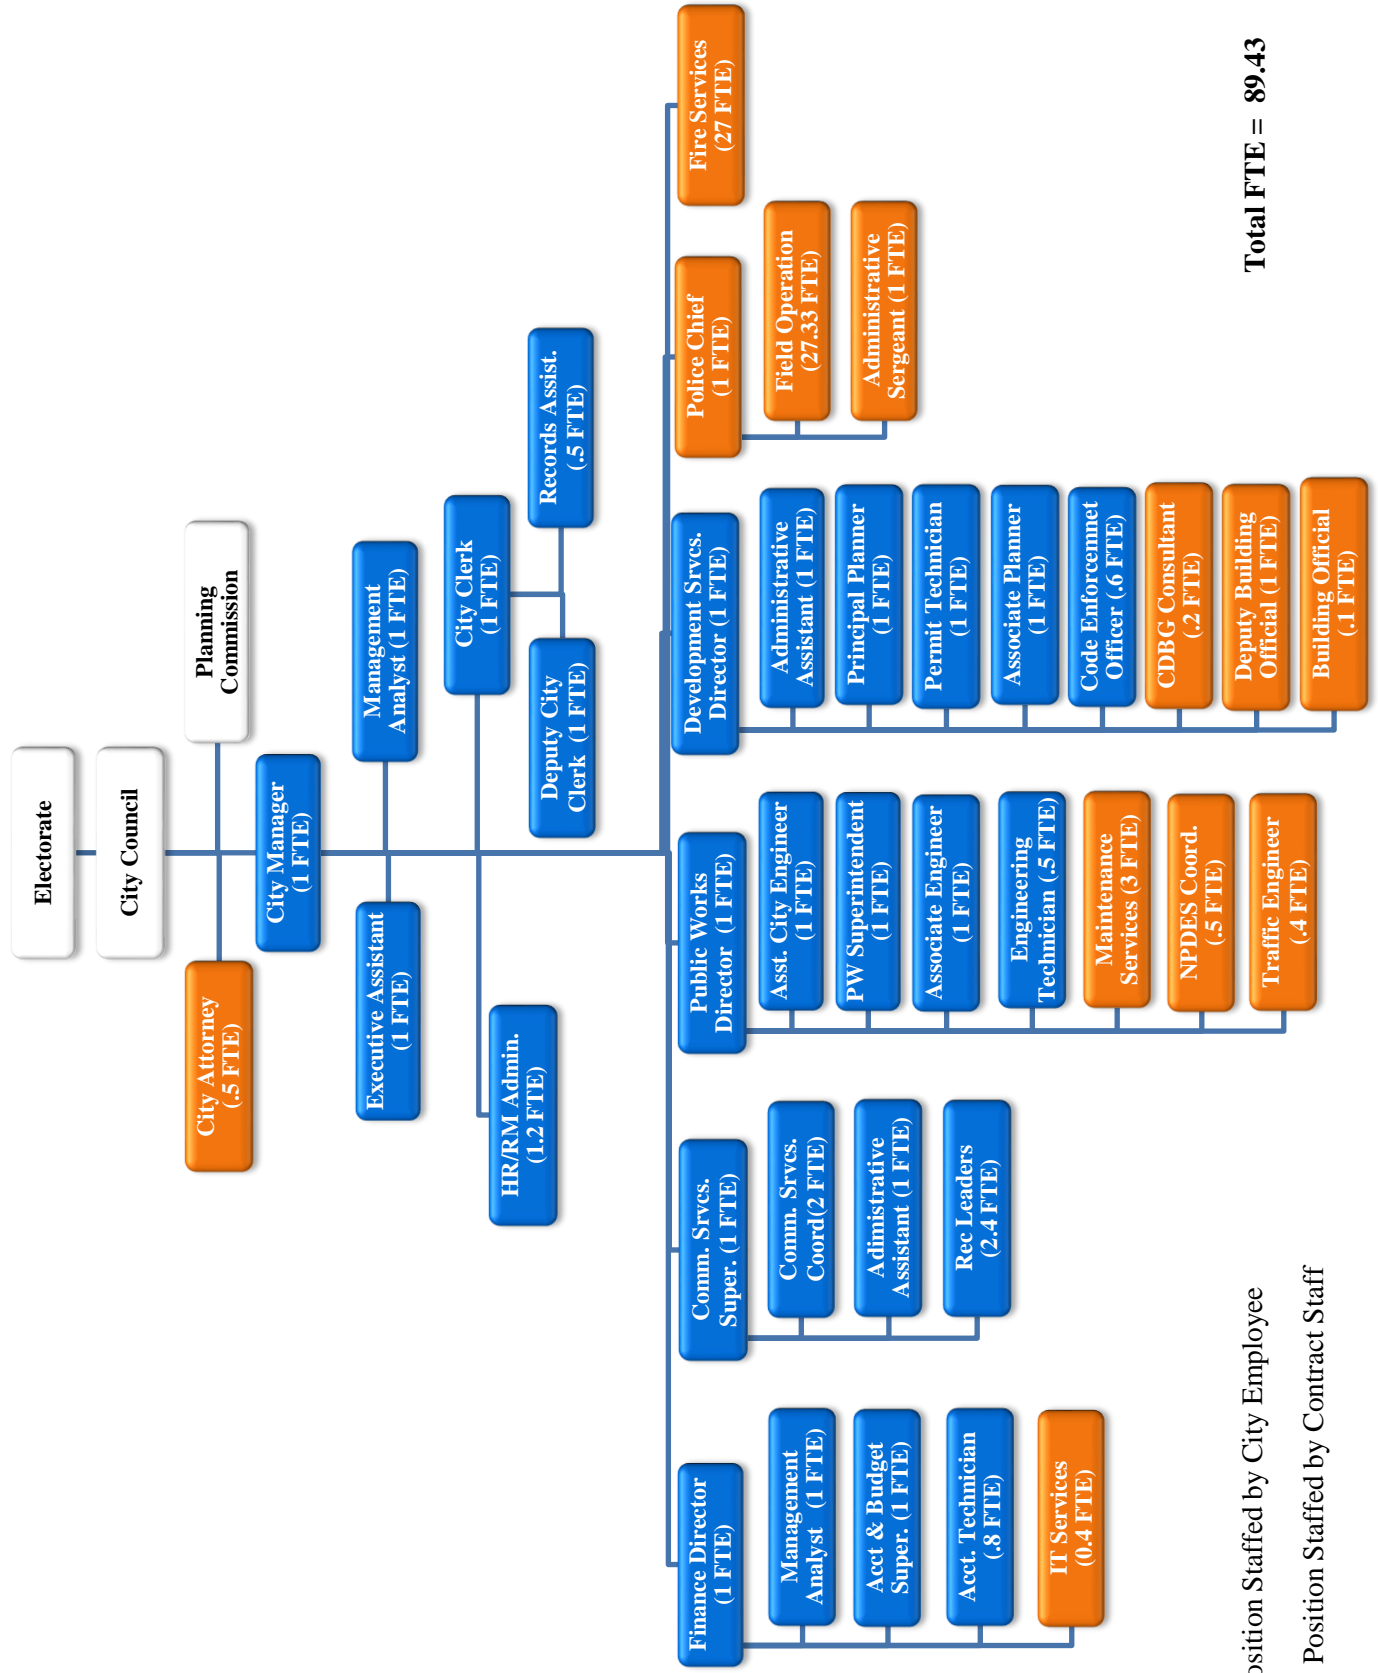 Electorate
City Council
City Attorney
(.5 FTE)
Planning
Commission
City Manager
(1 FTE)
Executive Assistant
(1 FTE)
Management
Analyst (1 FTE)
HR/RM Admin.
(1.2 FTE)
City Clerk
(1 FTE)
Deputy City
Clerk (1 FTE)
Records Assist.
(.5 FTE)
Finance Director
(1 FTE)
Management
Analyst (1 FTE)
Acct & Budget
Super. (1 FTE)
Acct. Technician
(.8 FTE)
IT Services
(0.4 FTE)
Comm. Srvcs.
Super. (1 FTE)
Comm. Srvcs.
Coord(2 FTE)
Adiministrative
Assistant (1 FTE)
Rec Leaders
(2.4 FTE)
Public Works
Director (1 FTE)
Asst. City Engineer
(1 FTE)
PW Superintendent
(1 FTE)
Associate Engineer
(1 FTE)
Engineering
Technician (.5 FTE)
Maintenance
Services (3 FTE)
NPDES Coord.
(.5 FTE)
Traffic Engineer
(.4 FTE)
Development Srvcs.
Director (1 FTE)
Administrative
Assistant (1 FTE)
Principal Planner
(1 FTE)
Permit Technician
(1 FTE)
Associate Planner
(1 FTE)
Code Enforcemnet
Officer (.6 FTE)
CDBG Consultant
(.2 FTE)
Deputy Building
Official (1 FTE)
Building Official
(.1 FTE)
Police Chief
(1 FTE)
Field Operation
(27.33 FTE)
Administrative
Sergeant (1 FTE)
Fire Services
(27 FTE)
osition Staffed by City Employee
Position Staffed by Contract Staff
Total FTE = 89.43